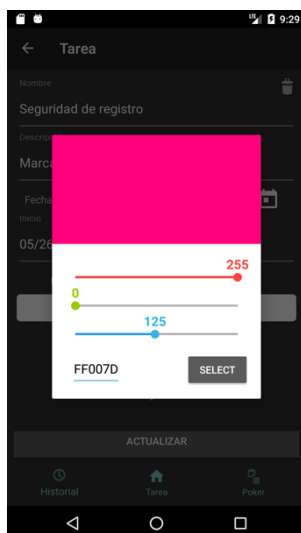 9:29
Tarea
Nombre
Seguridad de registro
Descrip
Marca
Fecha
Inicio
05/26
255
0
125
FF007D
SELECT
ACTUALIZAR
Historial
Tarea
Poker